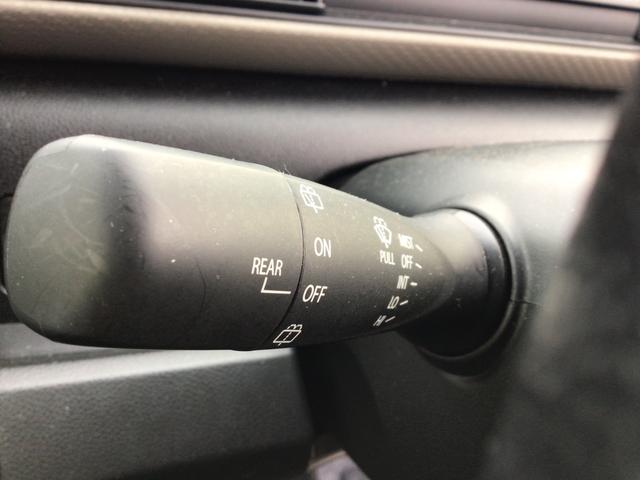 REAR
ON
OFF
PULL
MIST
OFF
INT
LO
HI